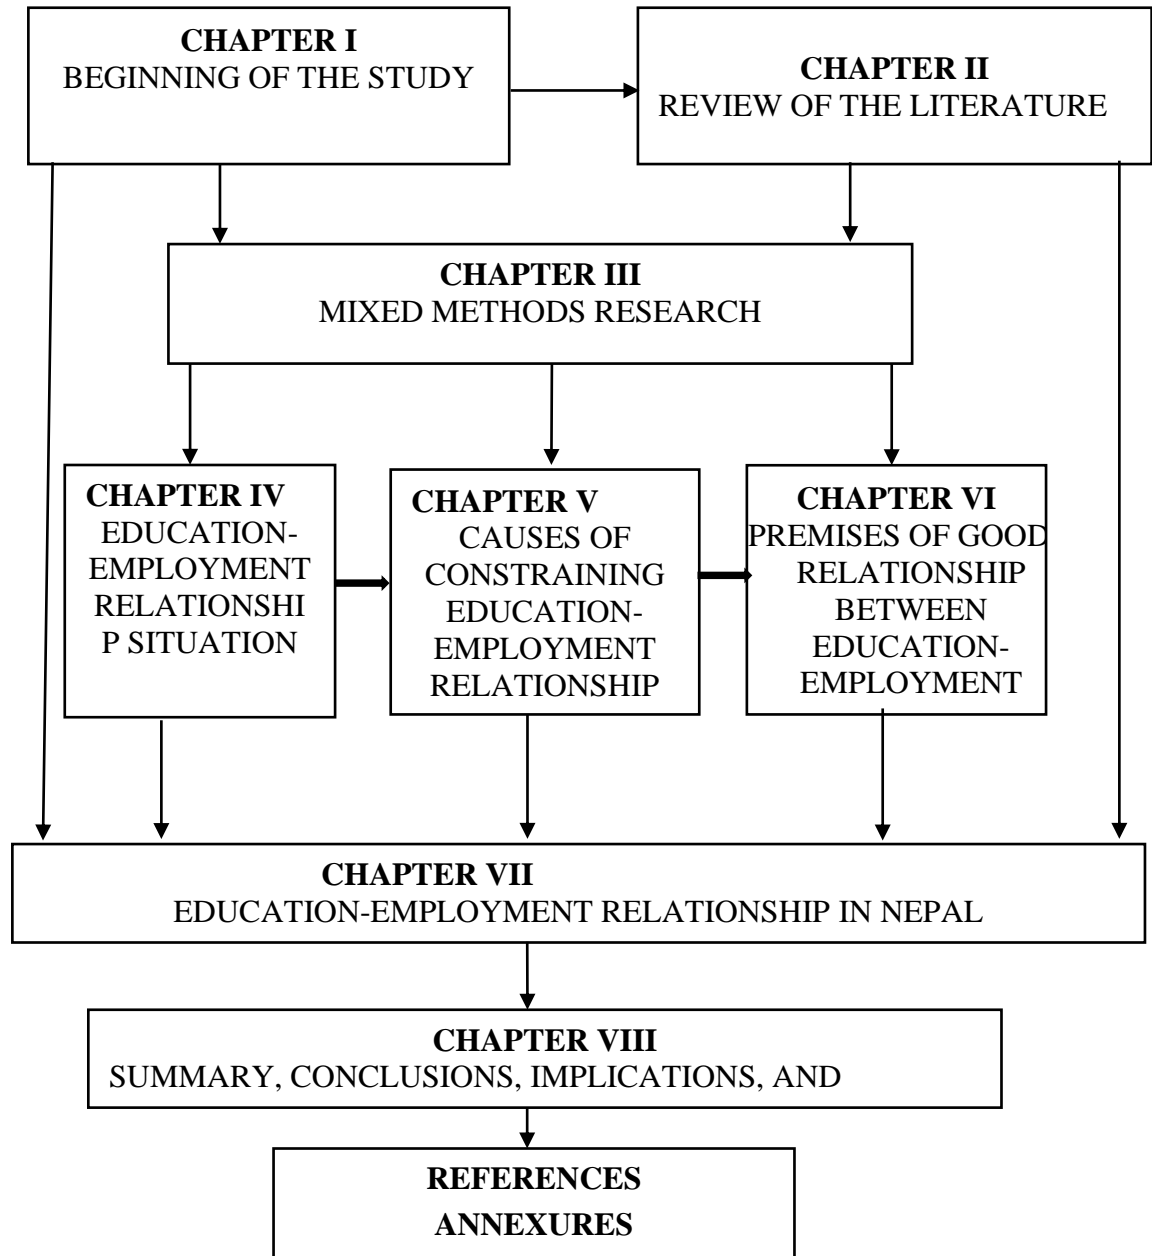 CHAPTER I
BEGINNING OF THE STUDY
CHAPTER II
REVIEW OF THE LITERATURE
CHAPTER III
MIXED METHODS RESEARCH
CHAPTER IV
EDUCATION-
EMPLOYMENT
RELATIONSHI
P SITUATION
CHAPTER V
CAUSES OF
CONSTRAINING
EDUCATION-
EMPLOYMENT
RELATIONSHIP
CHAPTER VI
PREMISES OF GOOD
RELATIONSHIP
BETWEEN
EDUCATION-
EMPLOYMENT
CHAPTER VII
EDUCATION-EMPLOYMENT RELATIONSHIP IN NEPAL
CHAPTER VIII
SUMMARY, CONCLUSIONS, IMPLICATIONS, AND
REFERENCES
ANNEXURES